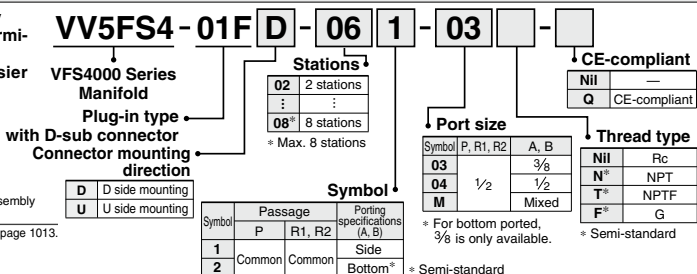 rmi-
sier
sembly
page 1013.
VV5FS4-01F D - 06 1 - 03 -
VFS4000 Series
Manifold
Plug-in type
with D-sub connector
Connector mounting
direction
D D side mounting
U U side mounting
Stations
02 2 stations
⋮ ⋮
08* 8 stations
* Max. 8 stations
Symbol
Symbol Passage Porting specifications (A, B)
P R1, R2
1 Common Common Side
2 Bottom*
* Semi-standard
Port size
Symbol P, R1, R2 A, B
03 1/2 3/8
04 1/2
M Mixed
* For bottom ported,
3/8 is only available.
Thread type
Nil Rc
N* NPT
T* NPTF
F* G
* Semi-standard
CE-compliant
Nil —
Q CE-compliant